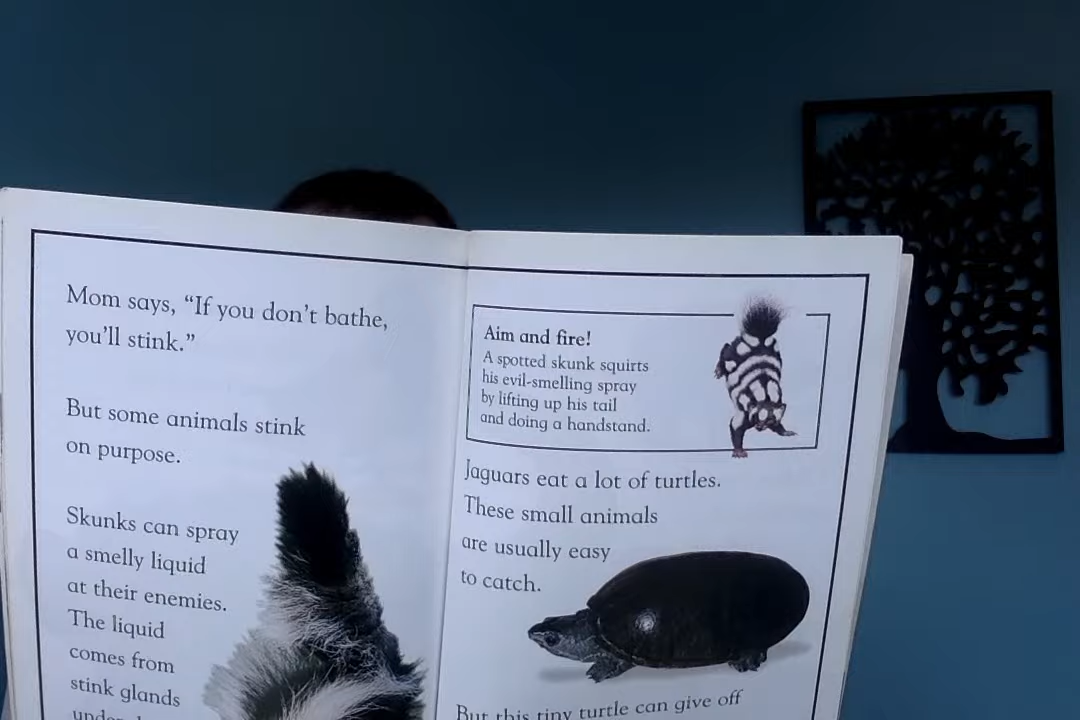 Mom says, “If you don’t bathe,
you’ll stink.”
But some animals stink
on purpose.
Skunks can spray
a smelly liquid
at their enemies.
The liquid
comes from
stink glands
Aim and fire!
A spotted skunk squirts
his evil-smelling spray
by lifting up his tail
and doing a handstand.
Jaguars eat a lot of turtles.
These small animals
are usually easy
to catch.
But this tiny turtle can give off